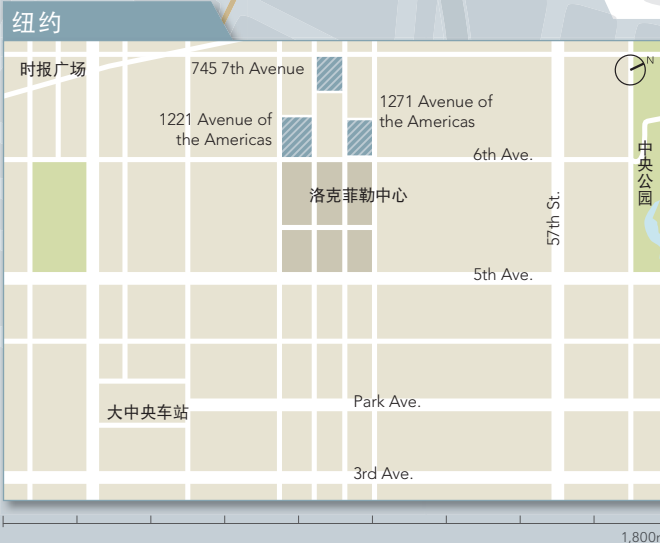 纽约
时报广场
745 7th Avenue
N
1271 Avenue of
the Americas
1221 Avenue of
the Americas
6th Ave.
中央公园
洛克菲勒中心
57th St.
5th Ave.
Park Ave.
大中央车站
3rd Ave.
1,800m